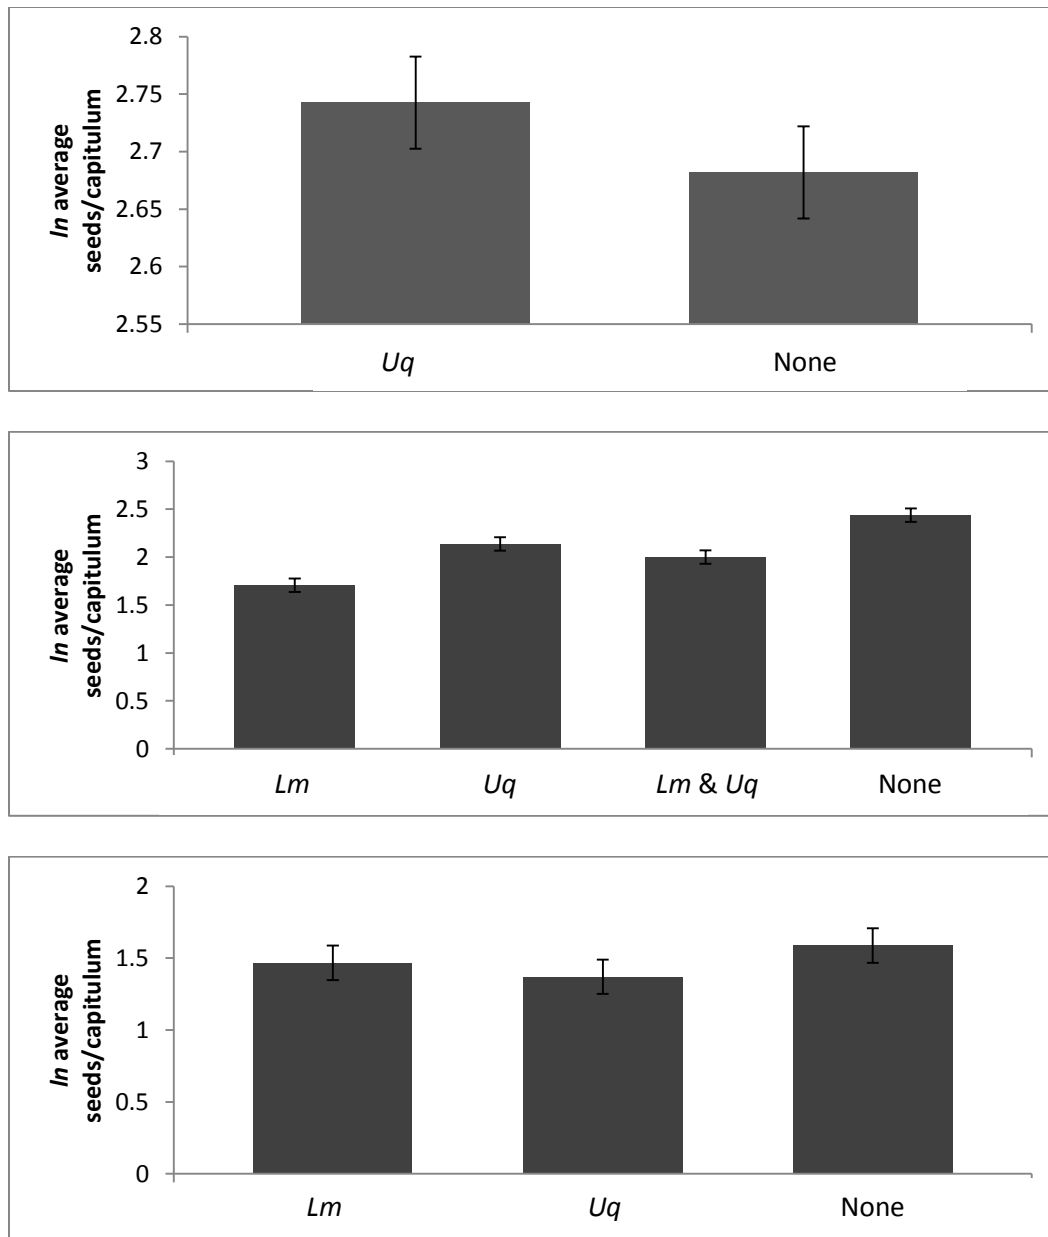 2.8
2.75
2.7
2.65
2.6
2.55
ln average
seeds/capitulum
Uq None
3
2.5
2
1.5
1
0.5
0
ln average
seeds/capitulum
Lm Uq Lm & Uq None
2
1.5
1
0.5
0
ln average
seeds/capitulum
Lm Uq None